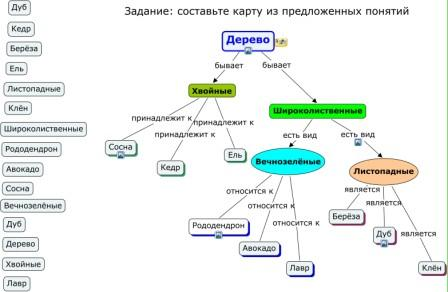 Задание: составьте карту из предложенных понятий
Дуб
Кедр
Берёза
Ель
Листопадные
Клён
Широколиственные
Рододендрон
Авокадо
Сосна
Вечнозелёные
Дуб
Дерево
Хвойные
Лавр
Дерево
бывает
бывает
Хвойные
Широколиственные
принадлежит к
принадлежит к
принадлежит к
Сосна
Кедр
Ель
есть вид
есть вид
Вечнозелёные
Листопадные
относится к
относится к
относится к
Рододендрон
Авокадо
Лавр
является
является
является
Берёза
Дуб
Клён